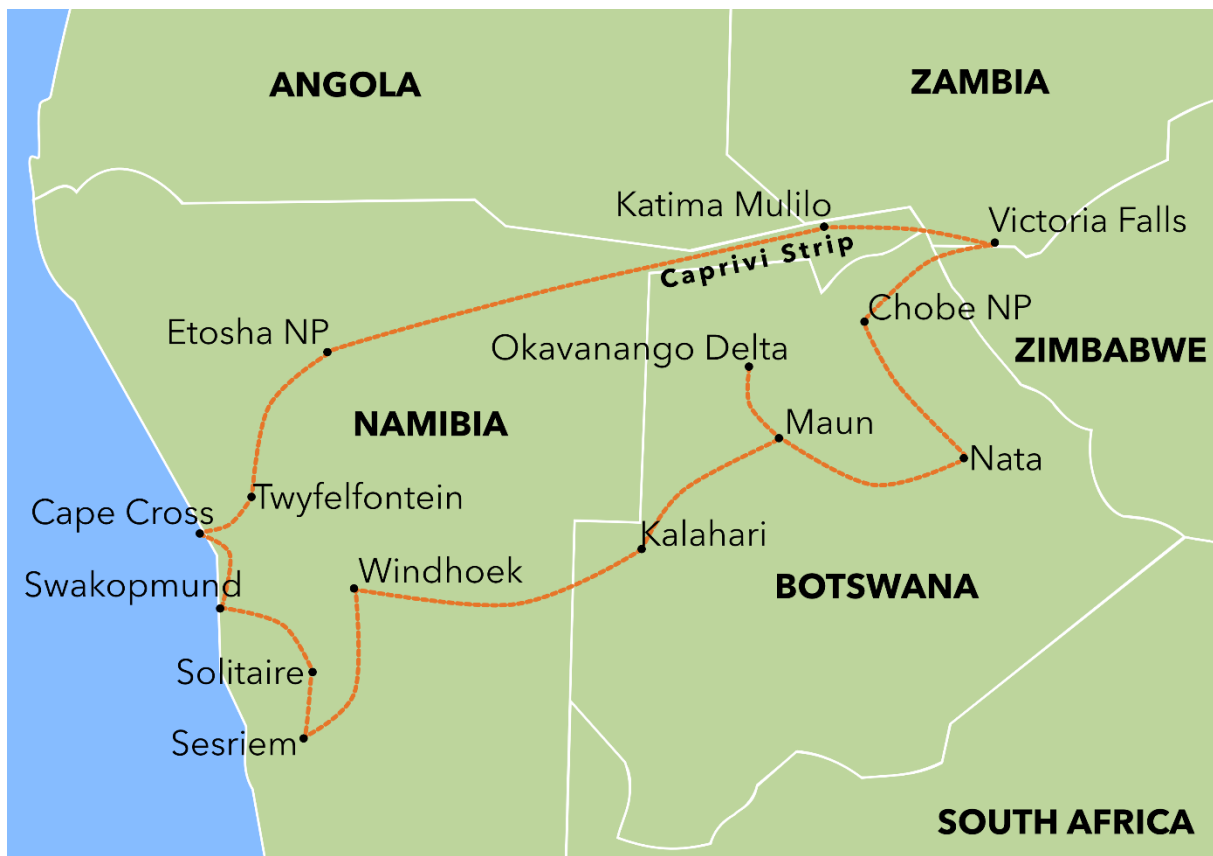 ANGOLA
ZAMBIA
Katima Mulilo
Victoria Falls
Caprivi Strip
Chobe NP
Etosha NP
Okavanango Delta
ZIMBABWE
NAMIBIA
Maun
Nata
Twyfelfontein
Cape Cross
Kalahari
Windhoek
Swakopmund
BOTSWANA
Solitaire
Sesriem
SOUTH AFRICA